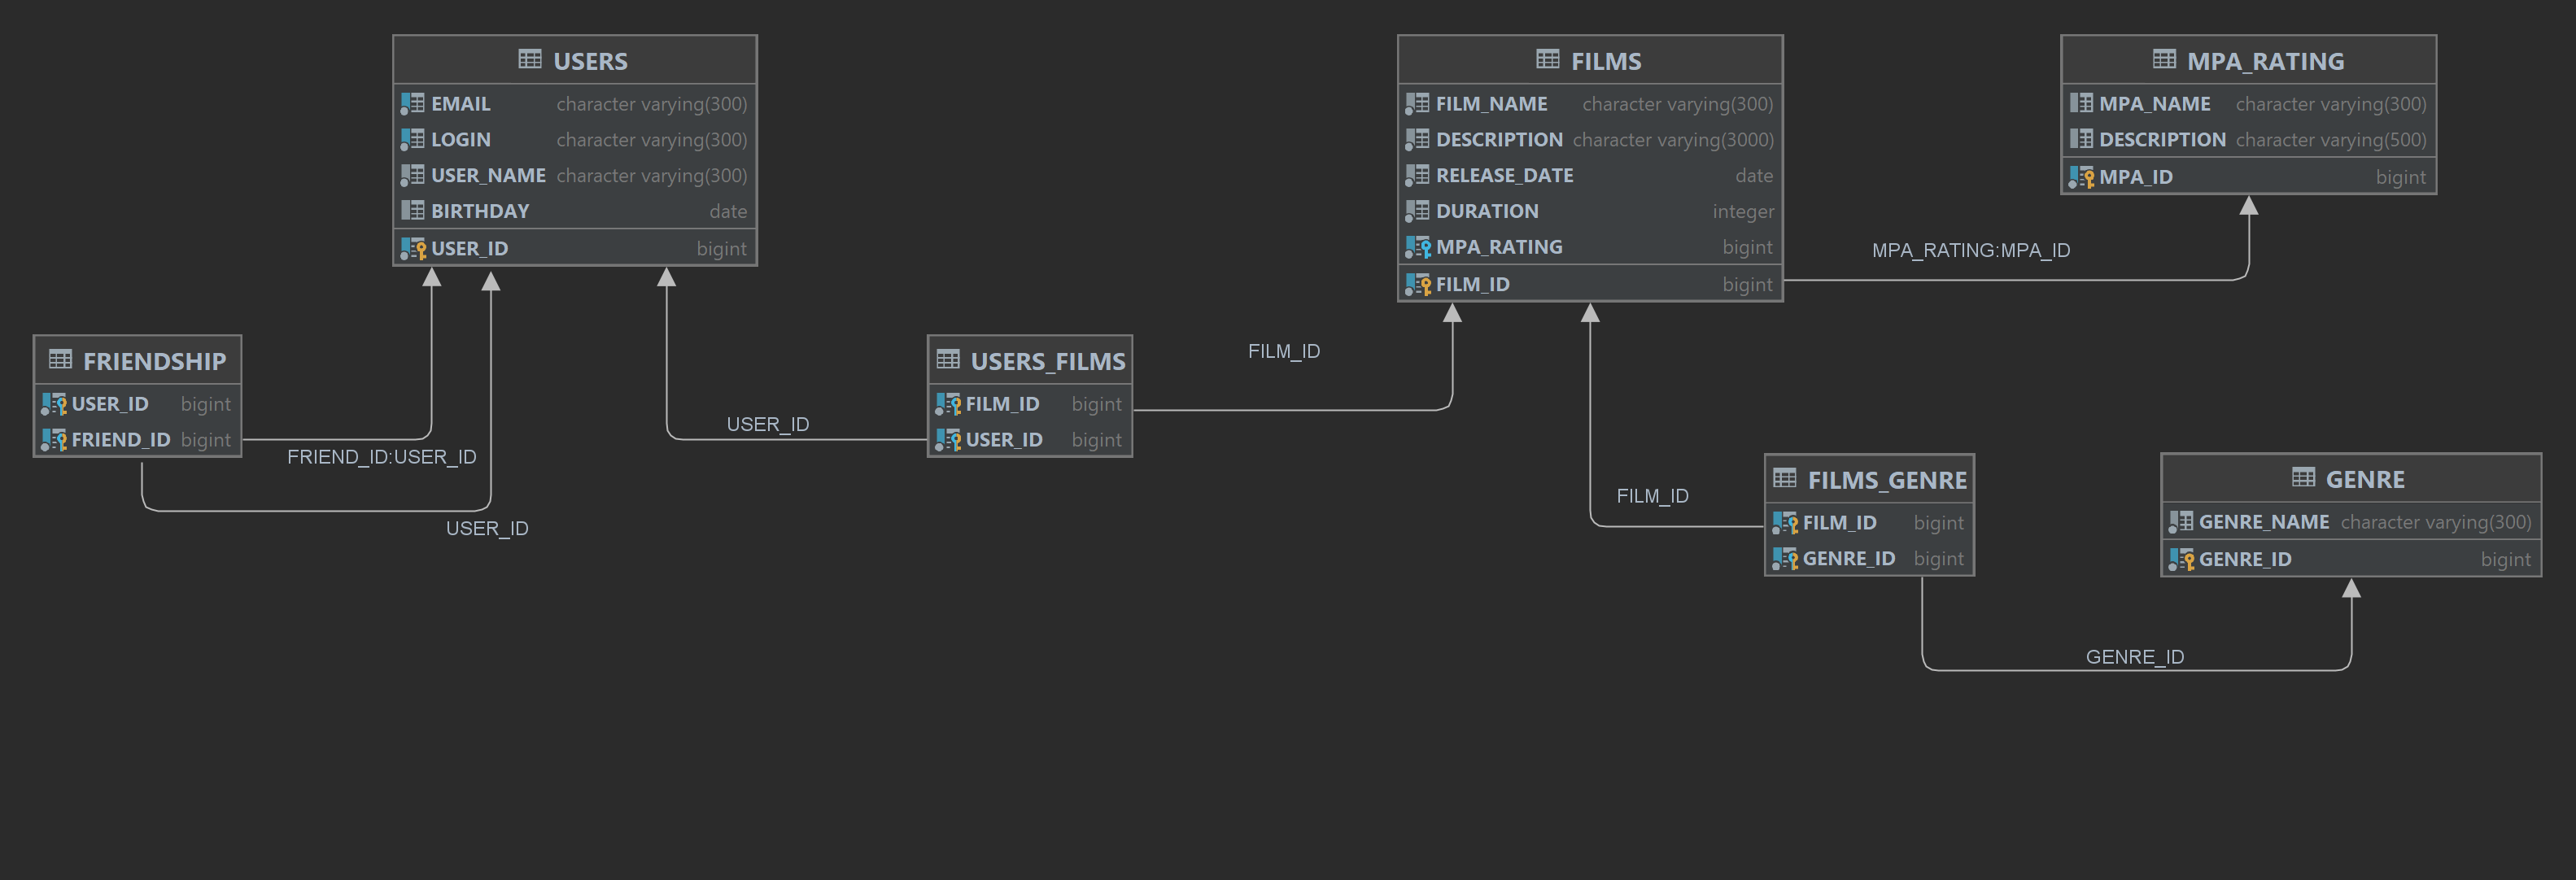 USERS
EMAIL character varying(300)
LOGIN character varying(300)
USER_NAME character varying(300)
BIRTHDAY date
USER_ID bigint
FILMS
FILM_NAME character varying(300)
DESCRIPTION character varying(3000)
RELEASE_DATE date
DURATION integer
MPA_RATING bigint
FILM_ID bigint
MPA_RATING
MPA_NAME character varying(300)
DESCRIPTION character varying(500)
MPA_ID bigint
MPA_RATING:MPA_ID
FRIENDSHIP
USER_ID bigint
FRIEND_ID bigint
FRIEND_ID:USER_ID
USER_ID
USERS_FILMS
FILM_ID bigint
USER_ID bigint
USER_ID
FILM_ID
FILMS_GENRE
FILM_ID bigint
GENRE_ID bigint
FILM_ID
GENRE
GENRE_NAME character varying(300)
GENRE_ID bigint
GENRE_ID